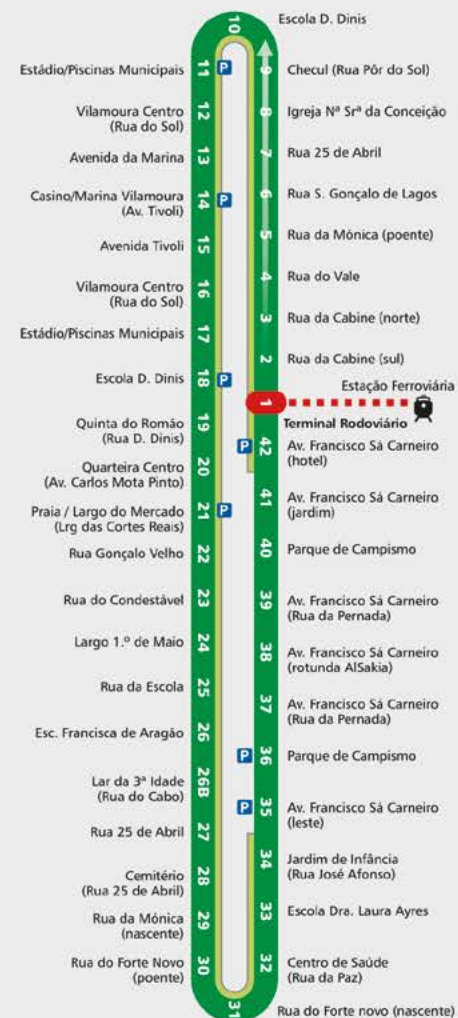 10
Escola D. Dinis
11
Estádio/Piscinas Municipais
P
12
Vilamoura Centro
(Rua do Sol)
13
Avenida da Marina
14
Casino/Marina Vilamoura
(Av. Tivoli)
P
15
Avenida Tivoli
16
Vilamoura Centro
(Rua do Sol)
17
Estádio/Piscinas Municipais
18
Escola D. Dinis
P
19
Quinta do Romão
(Rua D. Dinis)
20
Quarteira Centro
(Av. Carlos Mota Pinto)
21
Praia / Largo do Mercado
(Lrg das Cortes Reais)
P
22
Rua Gonçalo Velho
23
Rua do Condestável
24
Largo 1.º de Maio
25
Rua da Escola
26
Esc. Francisca de Aragão
26B
Lar da 3ª Idade
(Rua do Cabo)
27
Rua 25 de Abril
28
Cemitério
(Rua 25 de Abril)
29
Rua da Mónica
(nascente)
30
Rua do Forte Novo
(poente)
31
Rua do Forte novo (nascente)
9
Checul (Rua Pôr do Sol)
8
Igreja Nª Srª da Conceição
7
Rua 25 de Abril
6
Rua S. Gonçalo de Lagos
5
Rua da Mónica (poente)
4
Rua do Vale
3
Rua da Cabine (norte)
2
Rua da Cabine (sul)
Estação Ferroviária
1
Terminal Rodoviário
42
P
Av. Francisco Sá Carneiro
(hotel)
41
Av. Francisco Sá Carneiro
(jardim)
40
Parque de Campismo
39
Av. Francisco Sá Carneiro
(Rua da Pernada)
38
Av. Francisco Sá Carneiro
(rotunda AlSakia)
37
Av. Francisco Sá Carneiro
(Rua da Pernada)
36
P
Parque de Campismo
35
P
Av. Francisco Sá Carneiro
(leste)
34
Jardim de Infância
(Rua José Afonso)
33
Escola Dra. Laura Ayres
32
Centro de Saúde
(Rua da Paz)